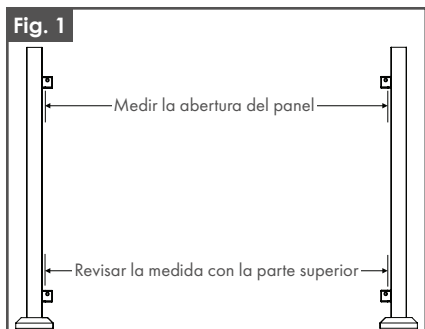 Fig. 1
Medir la abertura del panel
Revisar la medida con la parte superior